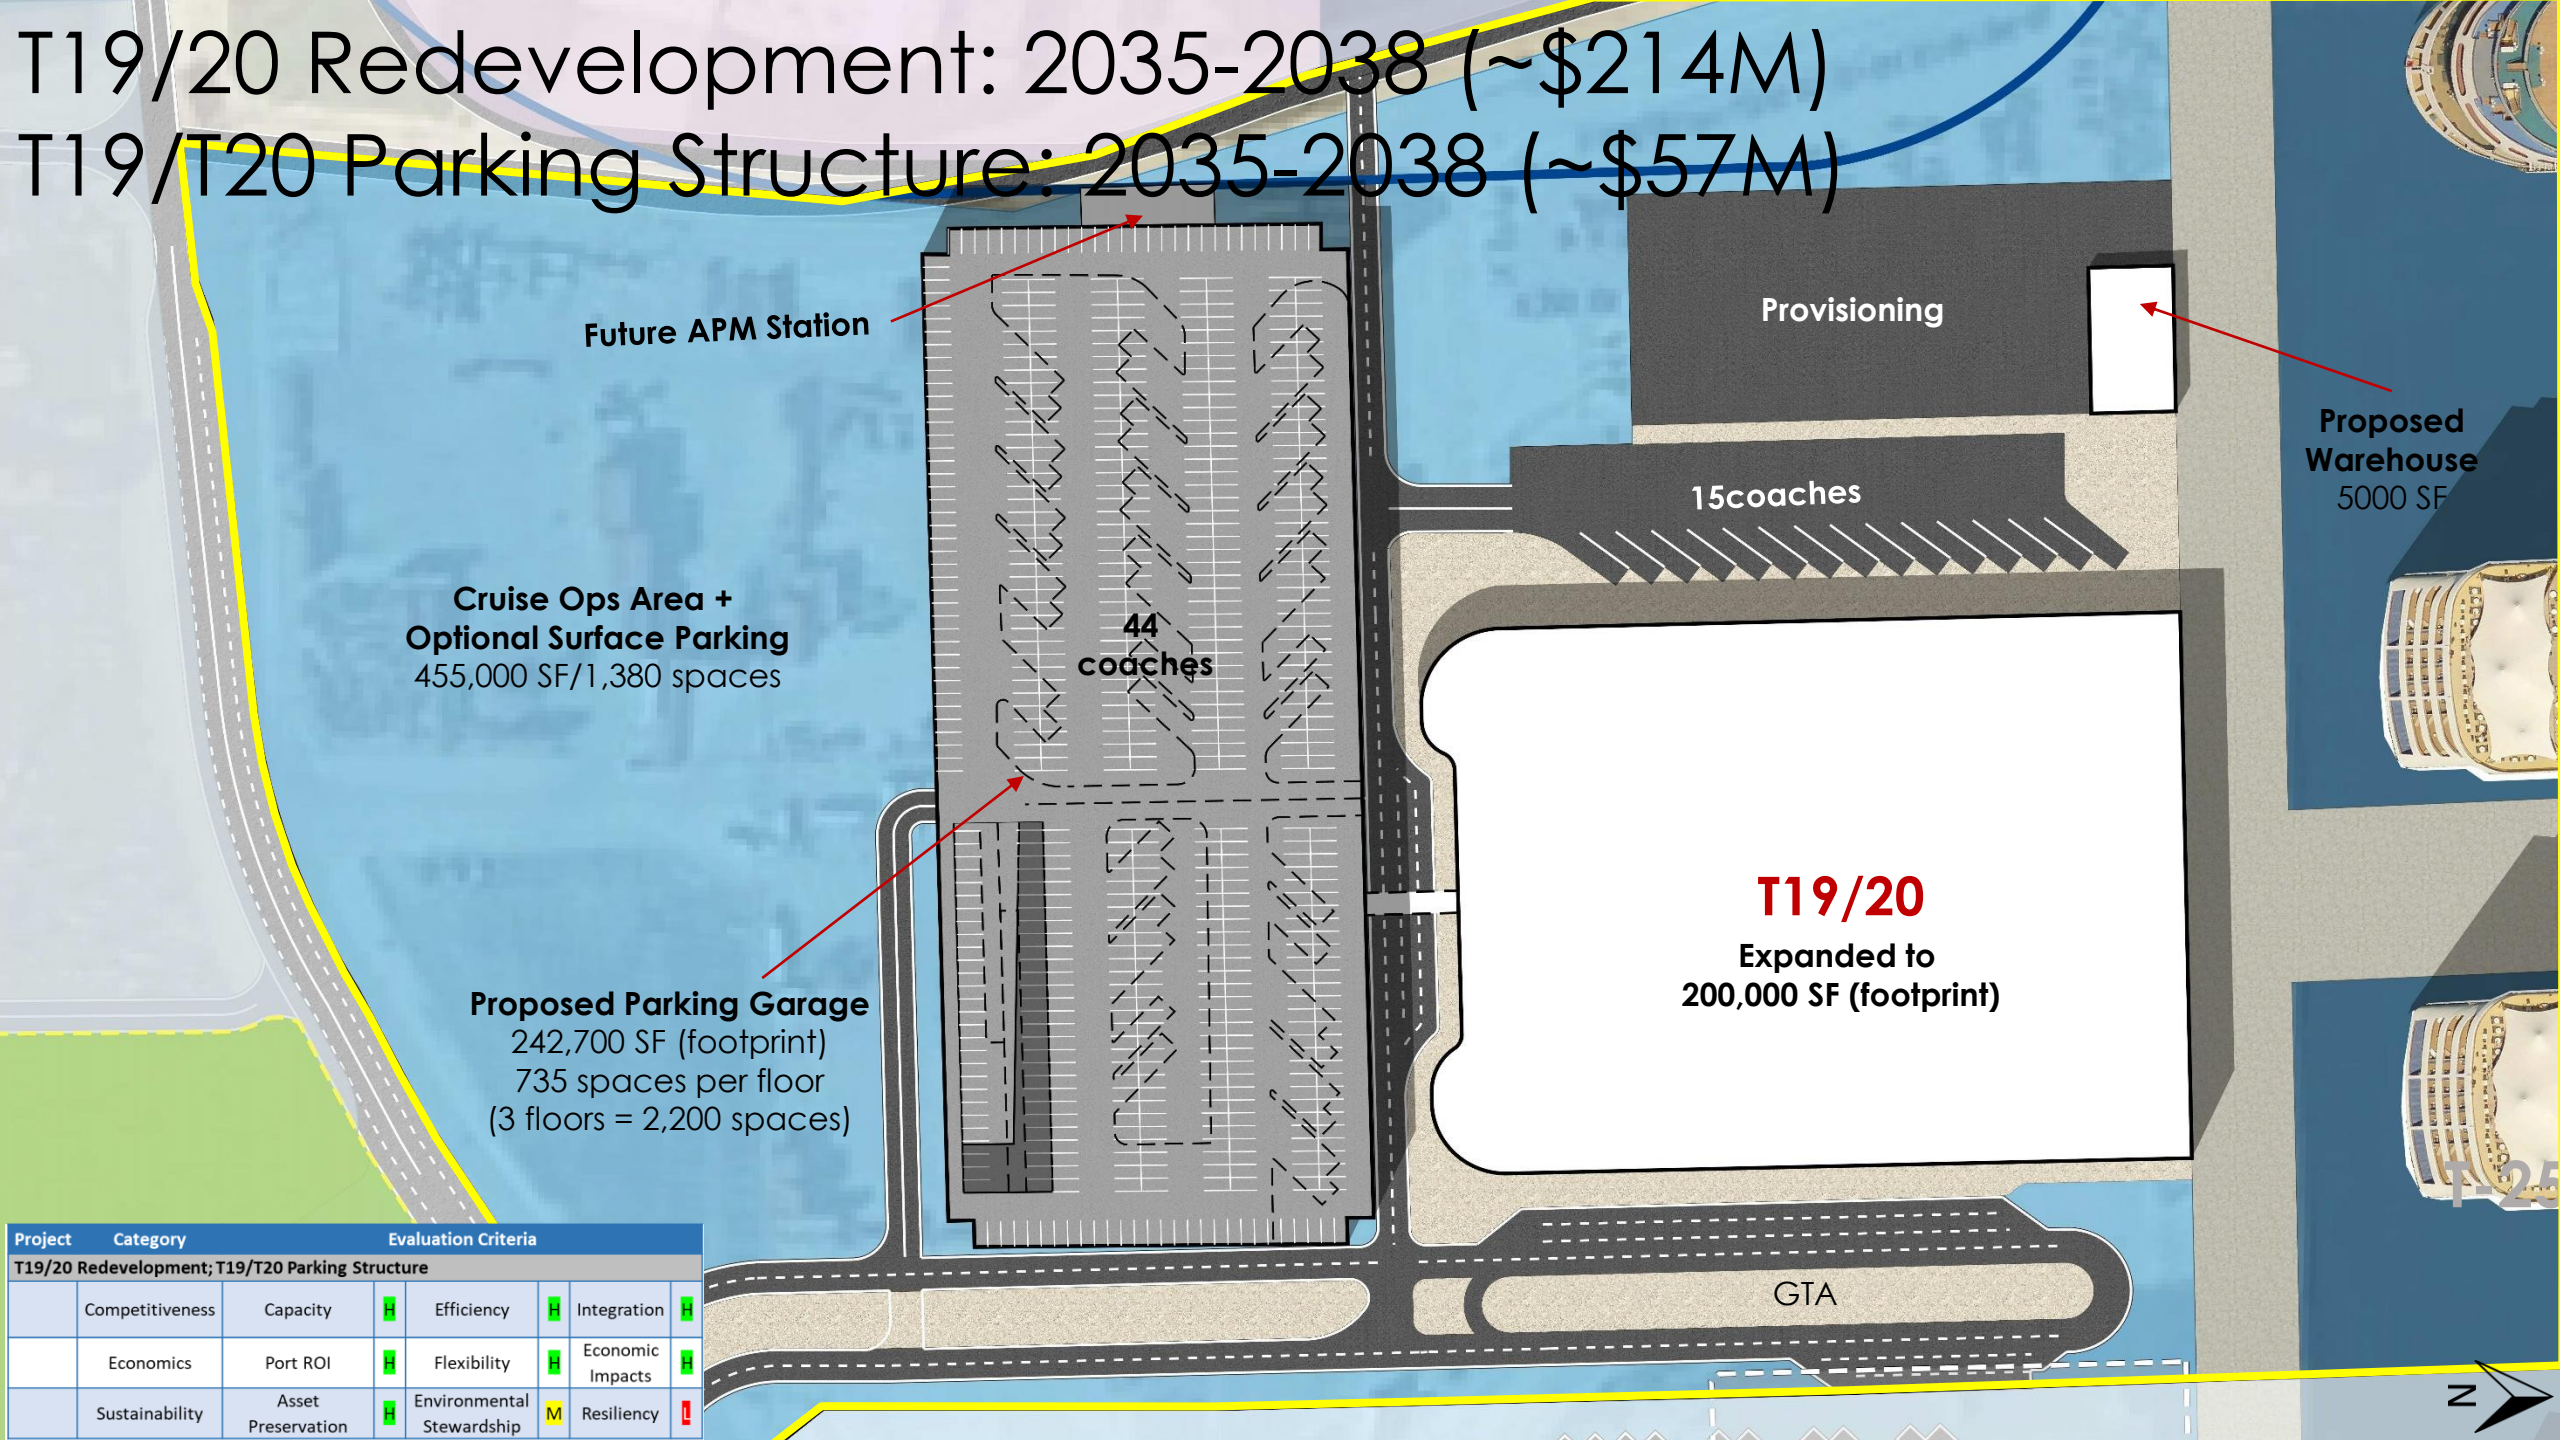 T19/20 Redevelopment: 2035-2038 (~$214M)
T19/T20 Parking Structure: 2035-2038 (~$57M)
Future APM Station
Provisioning
Proposed
Warehouse
5000 SF
15coaches
Cruise Ops Area +
Optional Surface Parking
455,000 SF/1,380 spaces
44
coaches
T19/20
Expanded to
200,000 SF (footprint)
Proposed Parking Garage
242,700 SF (footprint)
735 spaces per floor
(3 floors = 2,200 spaces)
T-25
GTA
N
Project Category Evaluation Criteria
T19/20 Redevelopment; T19/T20 Parking Structure
Competitiveness Capacity H Efficiency H Integration H
Economics Port ROI H Flexibility H Economic Impacts H
Sustainability Asset Preservation H Environmental Stewardship M Resiliency L